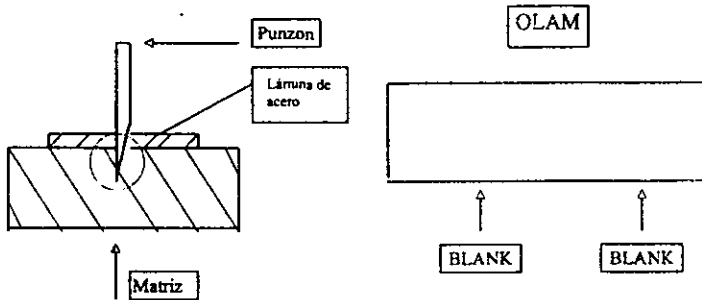 Punzon
OLAM
Lámina de
acero
BLANK
BLANK
Matriz